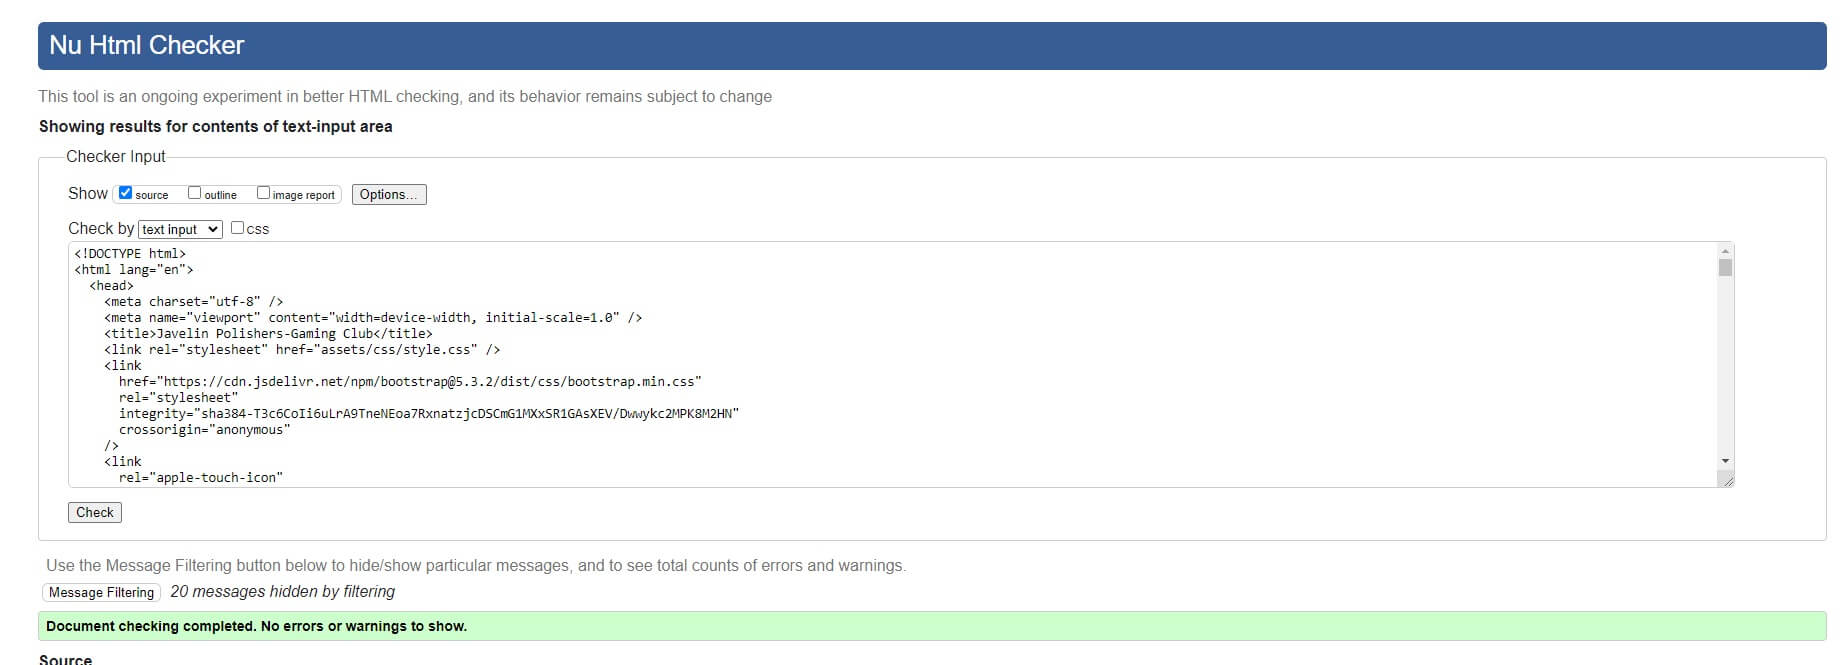 Nu Html Checker
This tool is an ongoing experiment in better HTML checking, and its behavior remains subject to change
Showing results for contents of text-input area
Checker Input
Show source outline image report Options...
Check by text input css
<!DOCTYPE html>
<html lang="en">
<head>
<meta charset="utf-8" />
<meta name="viewport" content="width=device-width, initial-scale=1.0" />
<title>Javelin Polishers-Gaming Club</title>
<link rel="stylesheet" href="assets/css/style.css" />
<link
href="https://cdn.jsdelivr.net/npm/bootstrap@5.3.2/dist/css/bootstrap.min.css"
rel="stylesheet"
integrity="sha384-T3c6CoIi6uLrA9TneNEoa7RxnatzjcDSCmG1MXxSR1GAsXEV/Dwwykc2MPK8M2HN"
crossorigin="anonymous"
/>
<link
rel="apple-touch-icon"
Check
Use the Message Filtering button below to hide/show particular messages, and to see total counts of errors and warnings.
Message Filtering 20 messages hidden by filtering
Document checking completed. No errors or warnings to show.
Source